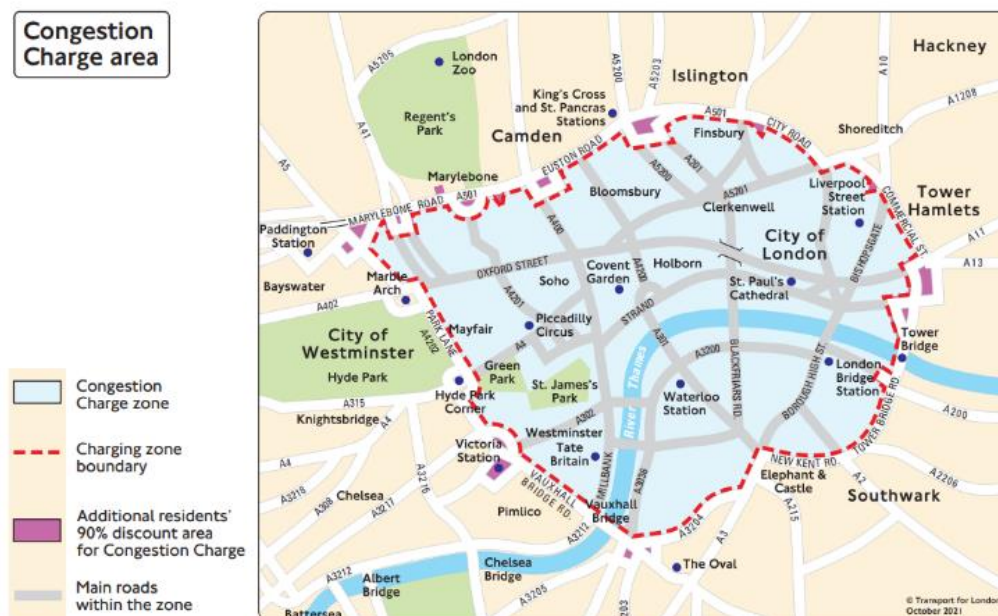 Congestion
Charge area
Hackney
Islington
London
Zoo
A5205
A5200
A5203
A10
A1208
King's Cross
and St. Pancras
Stations
A501
CITY ROAD
Shoreditch
Regent's
Park
A41
A5
Camden
EUSTON ROAD
Finsbury
Marylebone
A501
MARYLEBONE ROAD
A5200
A201
Bloomsbury
A5201
Clerkenwell
Liverpool
Street
Station
COMMERCIAL ST.
Tower
Hamlets
A11
A13
Paddington
Station
A400
OXFORD STREET
City of
London
BISHOPSGATE
Bayswater
Marble
Arch
Soho
Covent
Garden
A4200
Holborn
St. Paul's
Cathedral
A402
A4201
STRAND
City of
Westminster
PARK LANE
A4202
Mayfair
Piccadilly
Circus
A4
A301
A3200
BLACKFRIARS RD.
Tower
Bridge
Hyde Park
Green
Park
St. James's
Park
River Thames
Waterloo
Station
BOROUGH HIGH ST.
London
Bridge
Station
Hyde Park
Corner
A315
Knightsbridge
A4
A302
TOWER BRIDGE RD.
A200
Victoria
Station
Westminster
Tate
Britain
MILLBANK
A3036
NEW KENT RD.
Elephant
& Castle
A2
A2206
Southwark
A4
A3218
A308
A3217
Chelsea
A3216
VAUXHALL
BRIDGE RD.
Pimlico
Vauxhall
Bridge
A3204
A3
A215
A3212
Chelsea
Bridge
The Oval
A3212
Albert
Bridge
A3205
A203
Battersea
Congestion
Charge zone
Charging zone
boundary
Additional residents'
90% discount area
for Congestion Charge
Main roads
within the zone
© Transport for London
October 2021